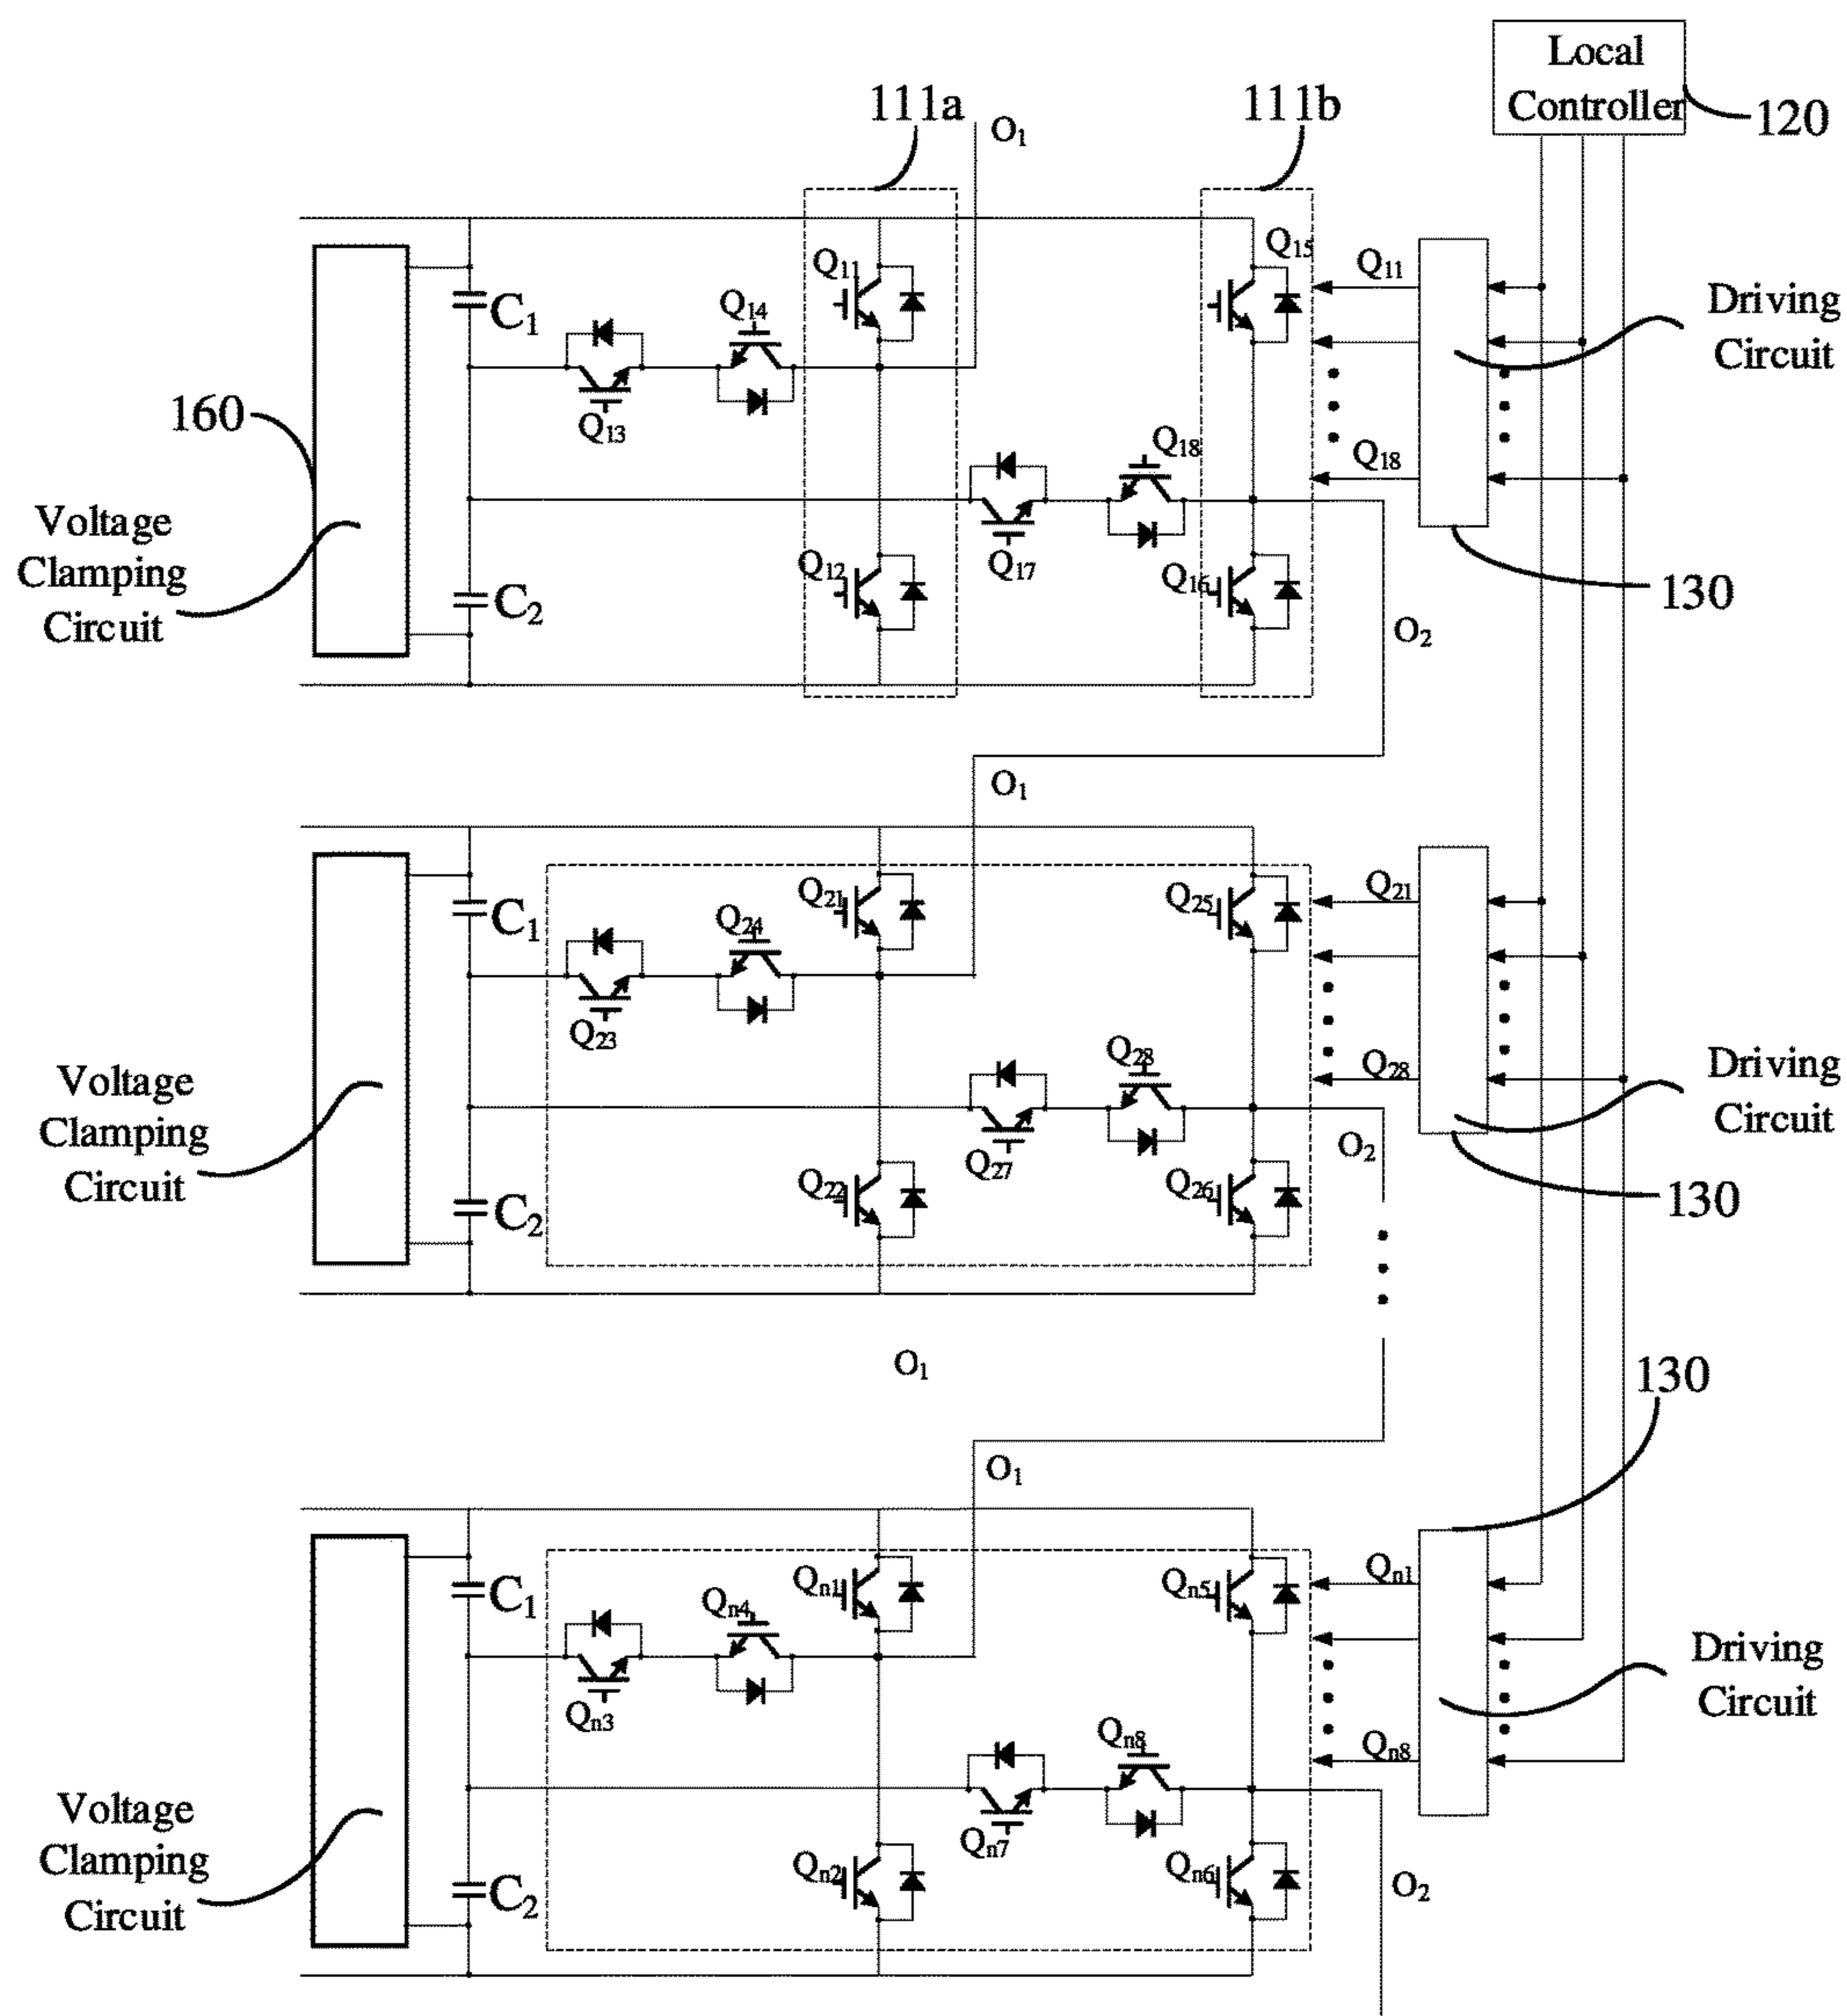 Local
Controller
120
111a
111b
O1
Q11
Q15
Q11
Driving
Circuit
C1
Q14
Q13
160
Q18
Q18
Voltage
Clamping
Circuit
Q12
Q17
Q16
130
C2
O2
O1
Q21
Q25
Q21
C1
Q24
Q23
Q28
Q28
Driving
Circuit
Voltage
Clamping
Circuit
Q27
O2
Q22
Q26
130
C2
O1
130
O1
Qn1
Qn5
Qn1
C1
Qn4
Qn3
Driving
Circuit
Qn8
Qn8
Voltage
Clamping
Circuit
Qn7
Qn2
Qn6
O2
C2